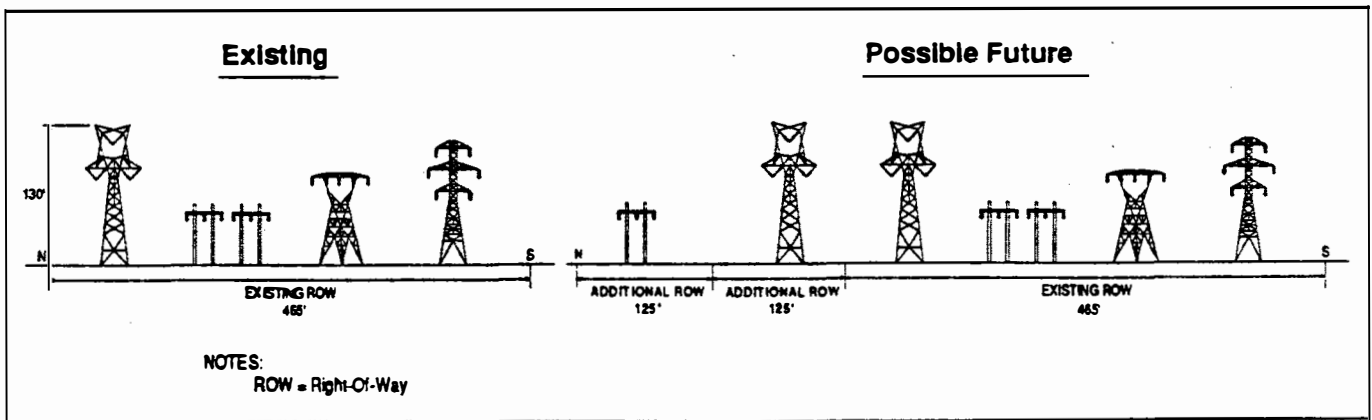 Existing
130'
N
S
EXISTING ROW
465'
Possible Future
N
S
ADDITIONAL ROW
125'
ADDITIONAL ROW
125'
EXISTING ROW
465'
NOTES:
ROW = Right-Of-Way